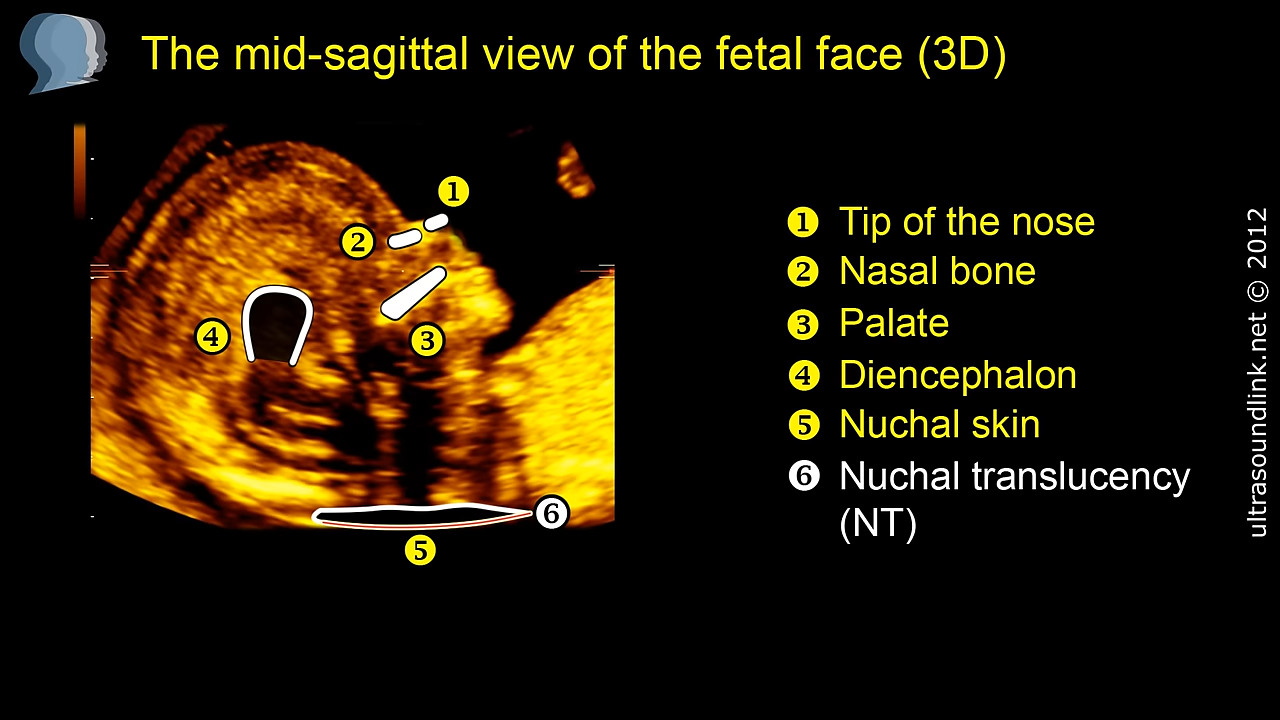 The mid-sagittal view of the fetal face (3D)
1
2
3
4
5
6
❶ Tip of the nose
❷ Nasal bone
❸ Palate
❹ Diencephalon
❺ Nuchal skin
❻ Nuchal translucency
(NT)
ultrasoundlink.net © 2012